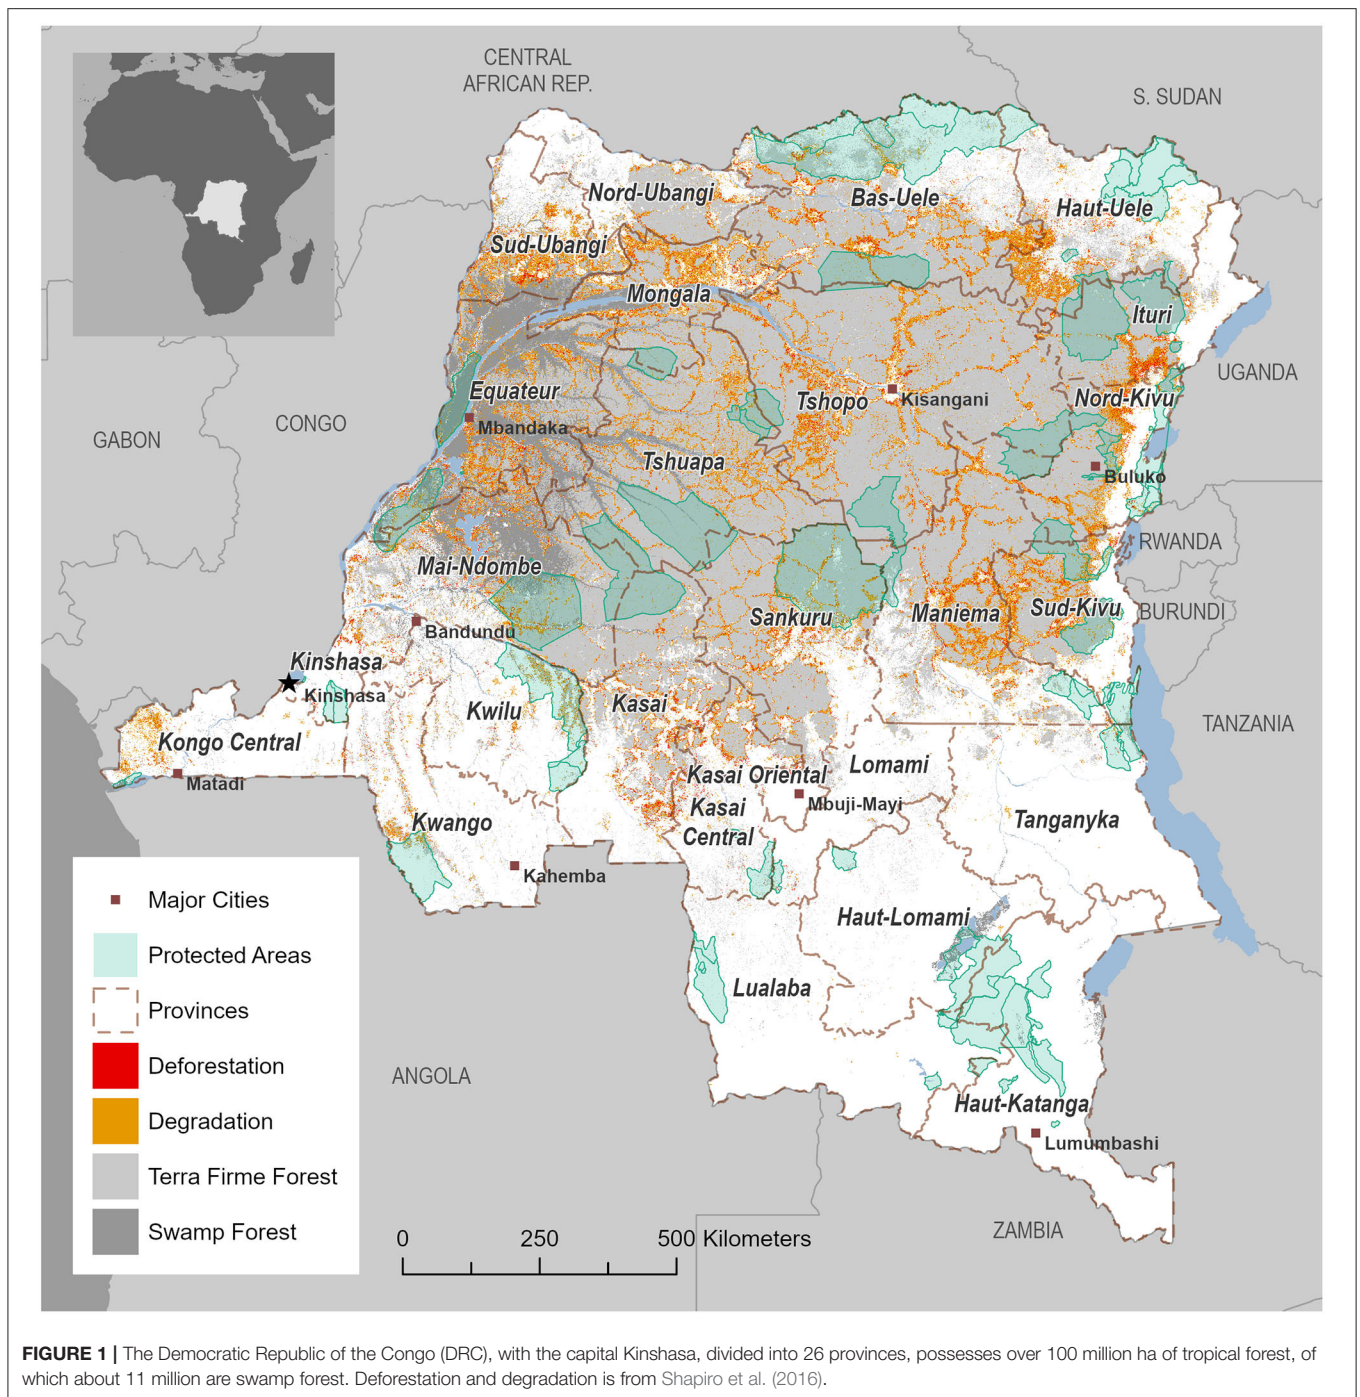 CENTRAL
AFRICAN REP.
S. SUDAN
Nord-Ubangi
Bas-Uele
Haut-Uele
Sud-Ubangi
Mongala
Ituri
UGANDA
Equateur
Tshopo
Kisangani
Nord-Kivu
CONGO
Mbandaka
GABON
Tshuapa
Buluko
RWANDA
Mai-Ndombe
Sankuru
Maniema
Sud-Kivu
BURUNDI
Bandundu
Kinshasa
Kinshasa
Kwilu
Kasai
TANZANIA
Kongo Central
Matadi
Kasai Oriental
Lomami
Mbuji-Mayi
Kasai
Central
Kwango
Tanganyka
Kahemba
Haut-Lomami
Lualaba
ANGOLA
Haut-Katanga
Lumumbashi
ZAMBIA
Major Cities
Protected Areas
Provinces
Deforestation
Degradation
Terra Firme Forest
Swamp Forest
0 250 500 Kilometers
FIGURE 1 | The Democratic Republic of the Congo (DRC), with the capital Kinshasa, divided into 26 provinces, possesses over 100 million ha of tropical forest, of
which about 11 million are swamp forest. Deforestation and degradation is from Shapiro et al. (2016).